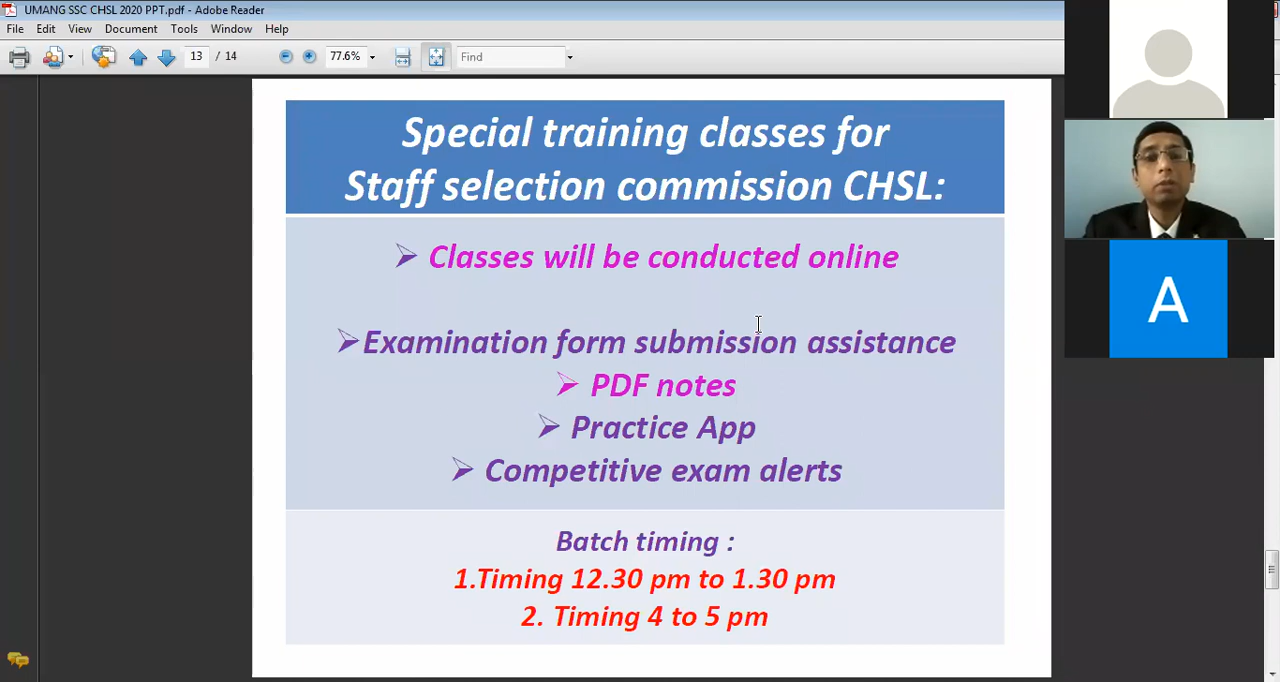 UMANG SSC CHSL 2020 PPT.pdf - Adobe Reader
File Edit View Document Tools Window Help
13 / 14 77.6% Find
Special training classes for
Staff selection commission CHSL:
Classes will be conducted online
Examination form submission assistance
PDF notes
Practice App
Competitive exam alerts
Batch timing :
1.Timing 12.30 pm to 1.30 pm
2. Timing 4 to 5 pm
A